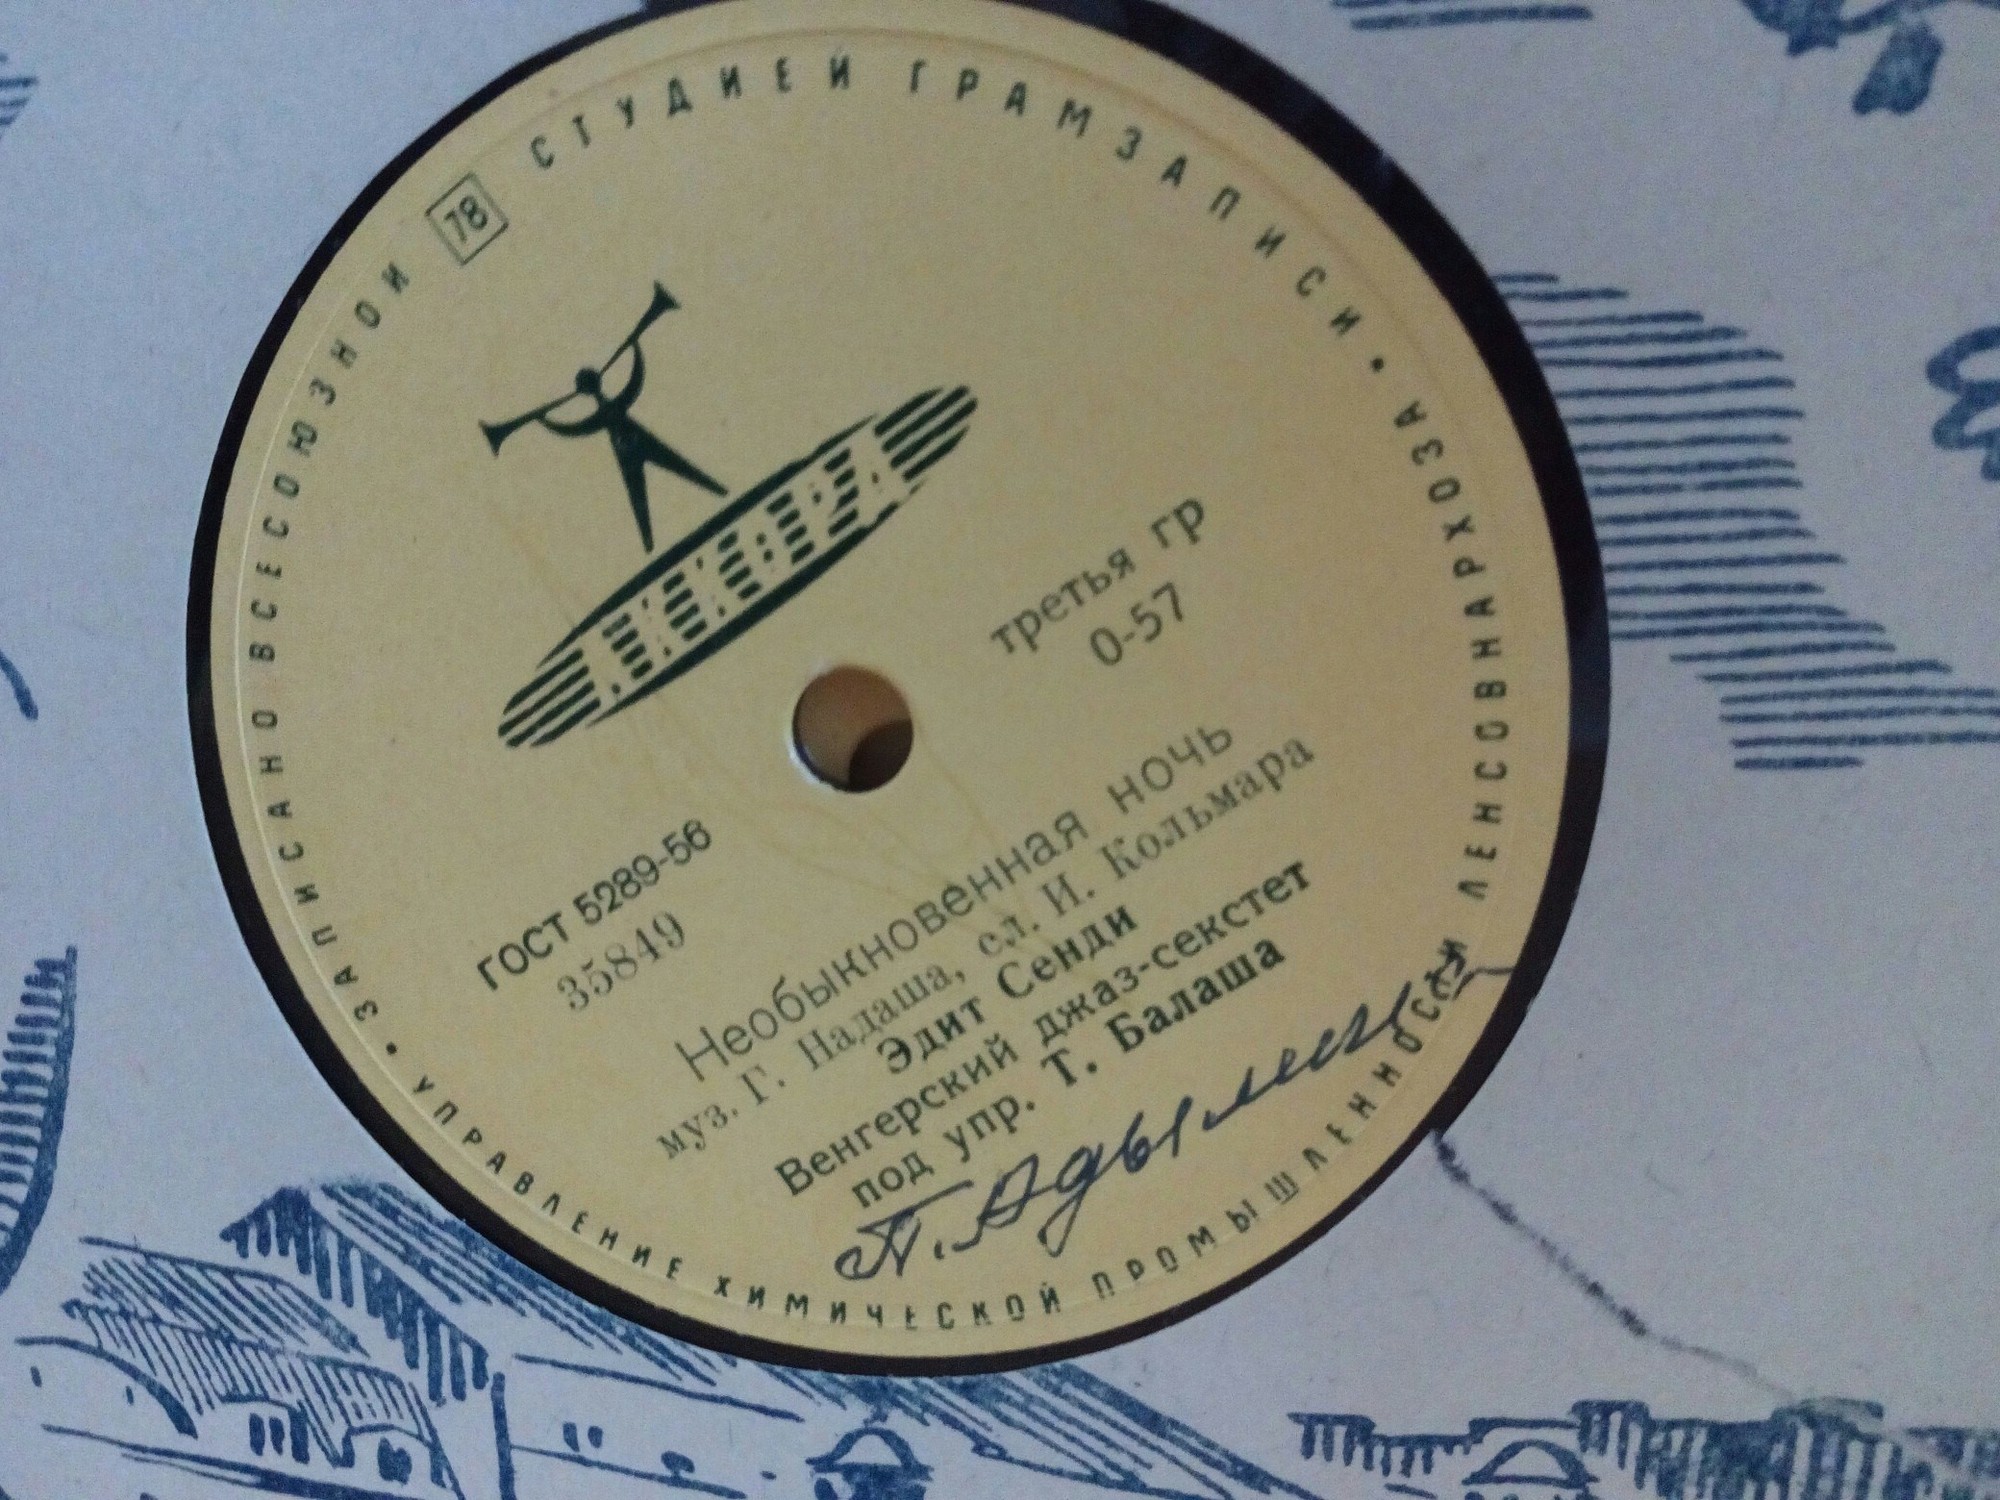 ЗАПИСАНО ВСЕСОЮЗНОЙ 78 СТУДИЕЙ ГРАМЗАПИСИ •
УПРАВЛЕНИЕ ХИМИЧЕСКОЙ ПРОМЫШЛЕННОСТИ ЛЕНСОВНАРХОЗА •
АККОРД
третья гр
0-57
ГОСТ 5289-56
35849
Необыкновенная ночь
муз. Г. Надаша, сл. И. Кольмара
Эдит Сенди
Венгерский джаз-секстет
под упр. Т. Балаша